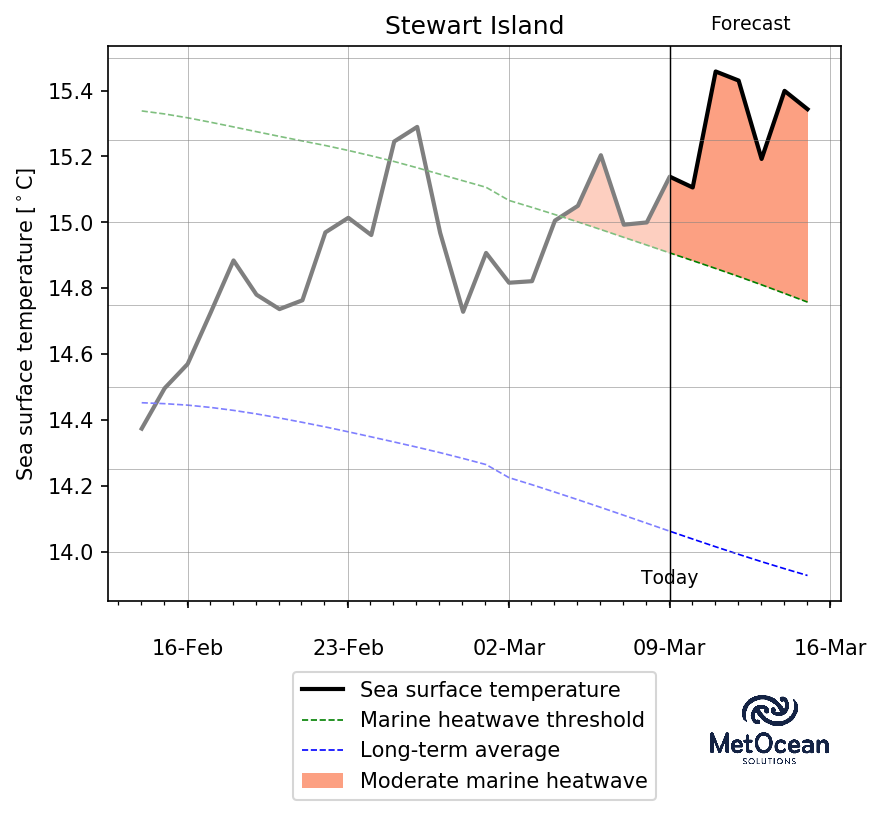 Stewart Island
Forecast
Sea surface temperature [°C]
15.4
15.2
15.0
14.8
14.6
14.4
14.2
14.0
Today
16-Feb
23-Feb
02-Mar
09-Mar
16-Mar
Sea surface temperature
Marine heatwave threshold
Long-term average
Moderate marine heatwave
MetOcean
SOLUTIONS